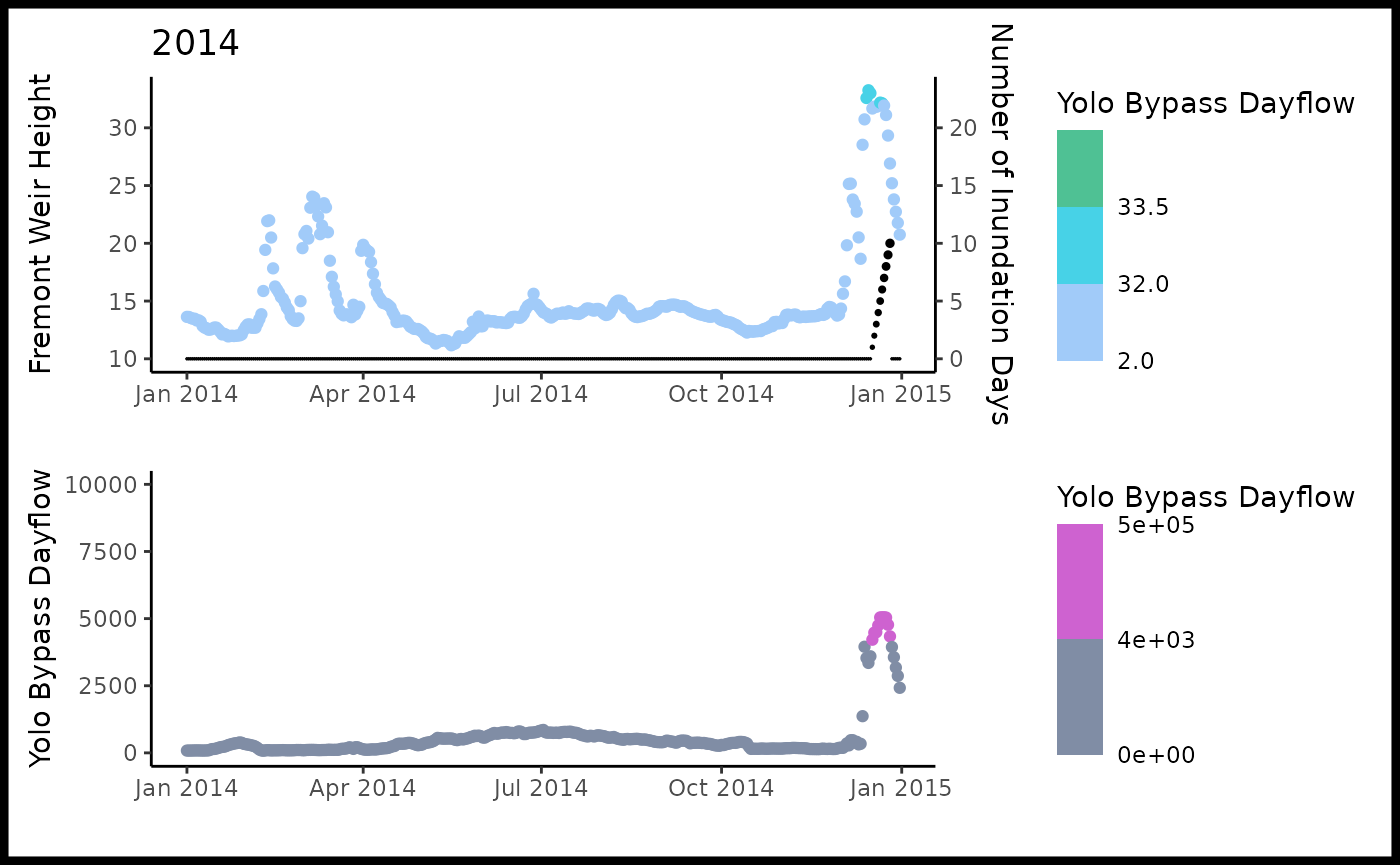 2014
Fremont Weir Height
30
25
20
15
10
20
15
10
5
0
Number of Inundation Days
Jan 2014
Apr 2014
Jul 2014
Oct 2014
Jan 2015
Yolo Bypass Dayflow
33.5
32.0
2.0
Yolo Bypass Dayflow
10000
7500
5000
2500
0
Jan 2014
Apr 2014
Jul 2014
Oct 2014
Jan 2015
Yolo Bypass Dayflow
5e+05
4e+03
0e+00